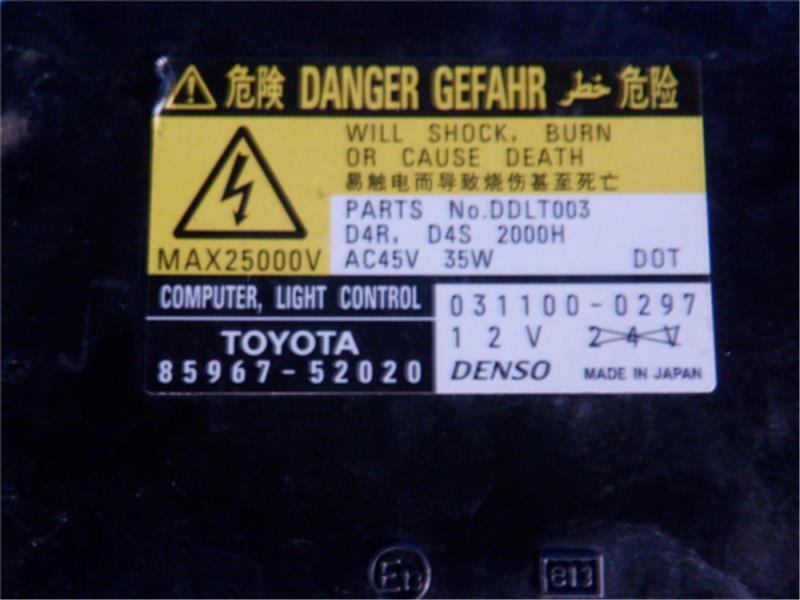 危険 DANGER GEFAHR خطر 危险
WILL SHOCK, BURN
OR CAUSE DEATH
易触电而导致烧伤甚至死亡
MAX25000V
PARTS No.DDLT003
D4R, D4S 2000H
AC45V 35W DOT
COMPUTER, LIGHT CONTROL
TOYOTA
85967-52020
031100-0297
12V 24V
DENSO MADE IN JAPAN